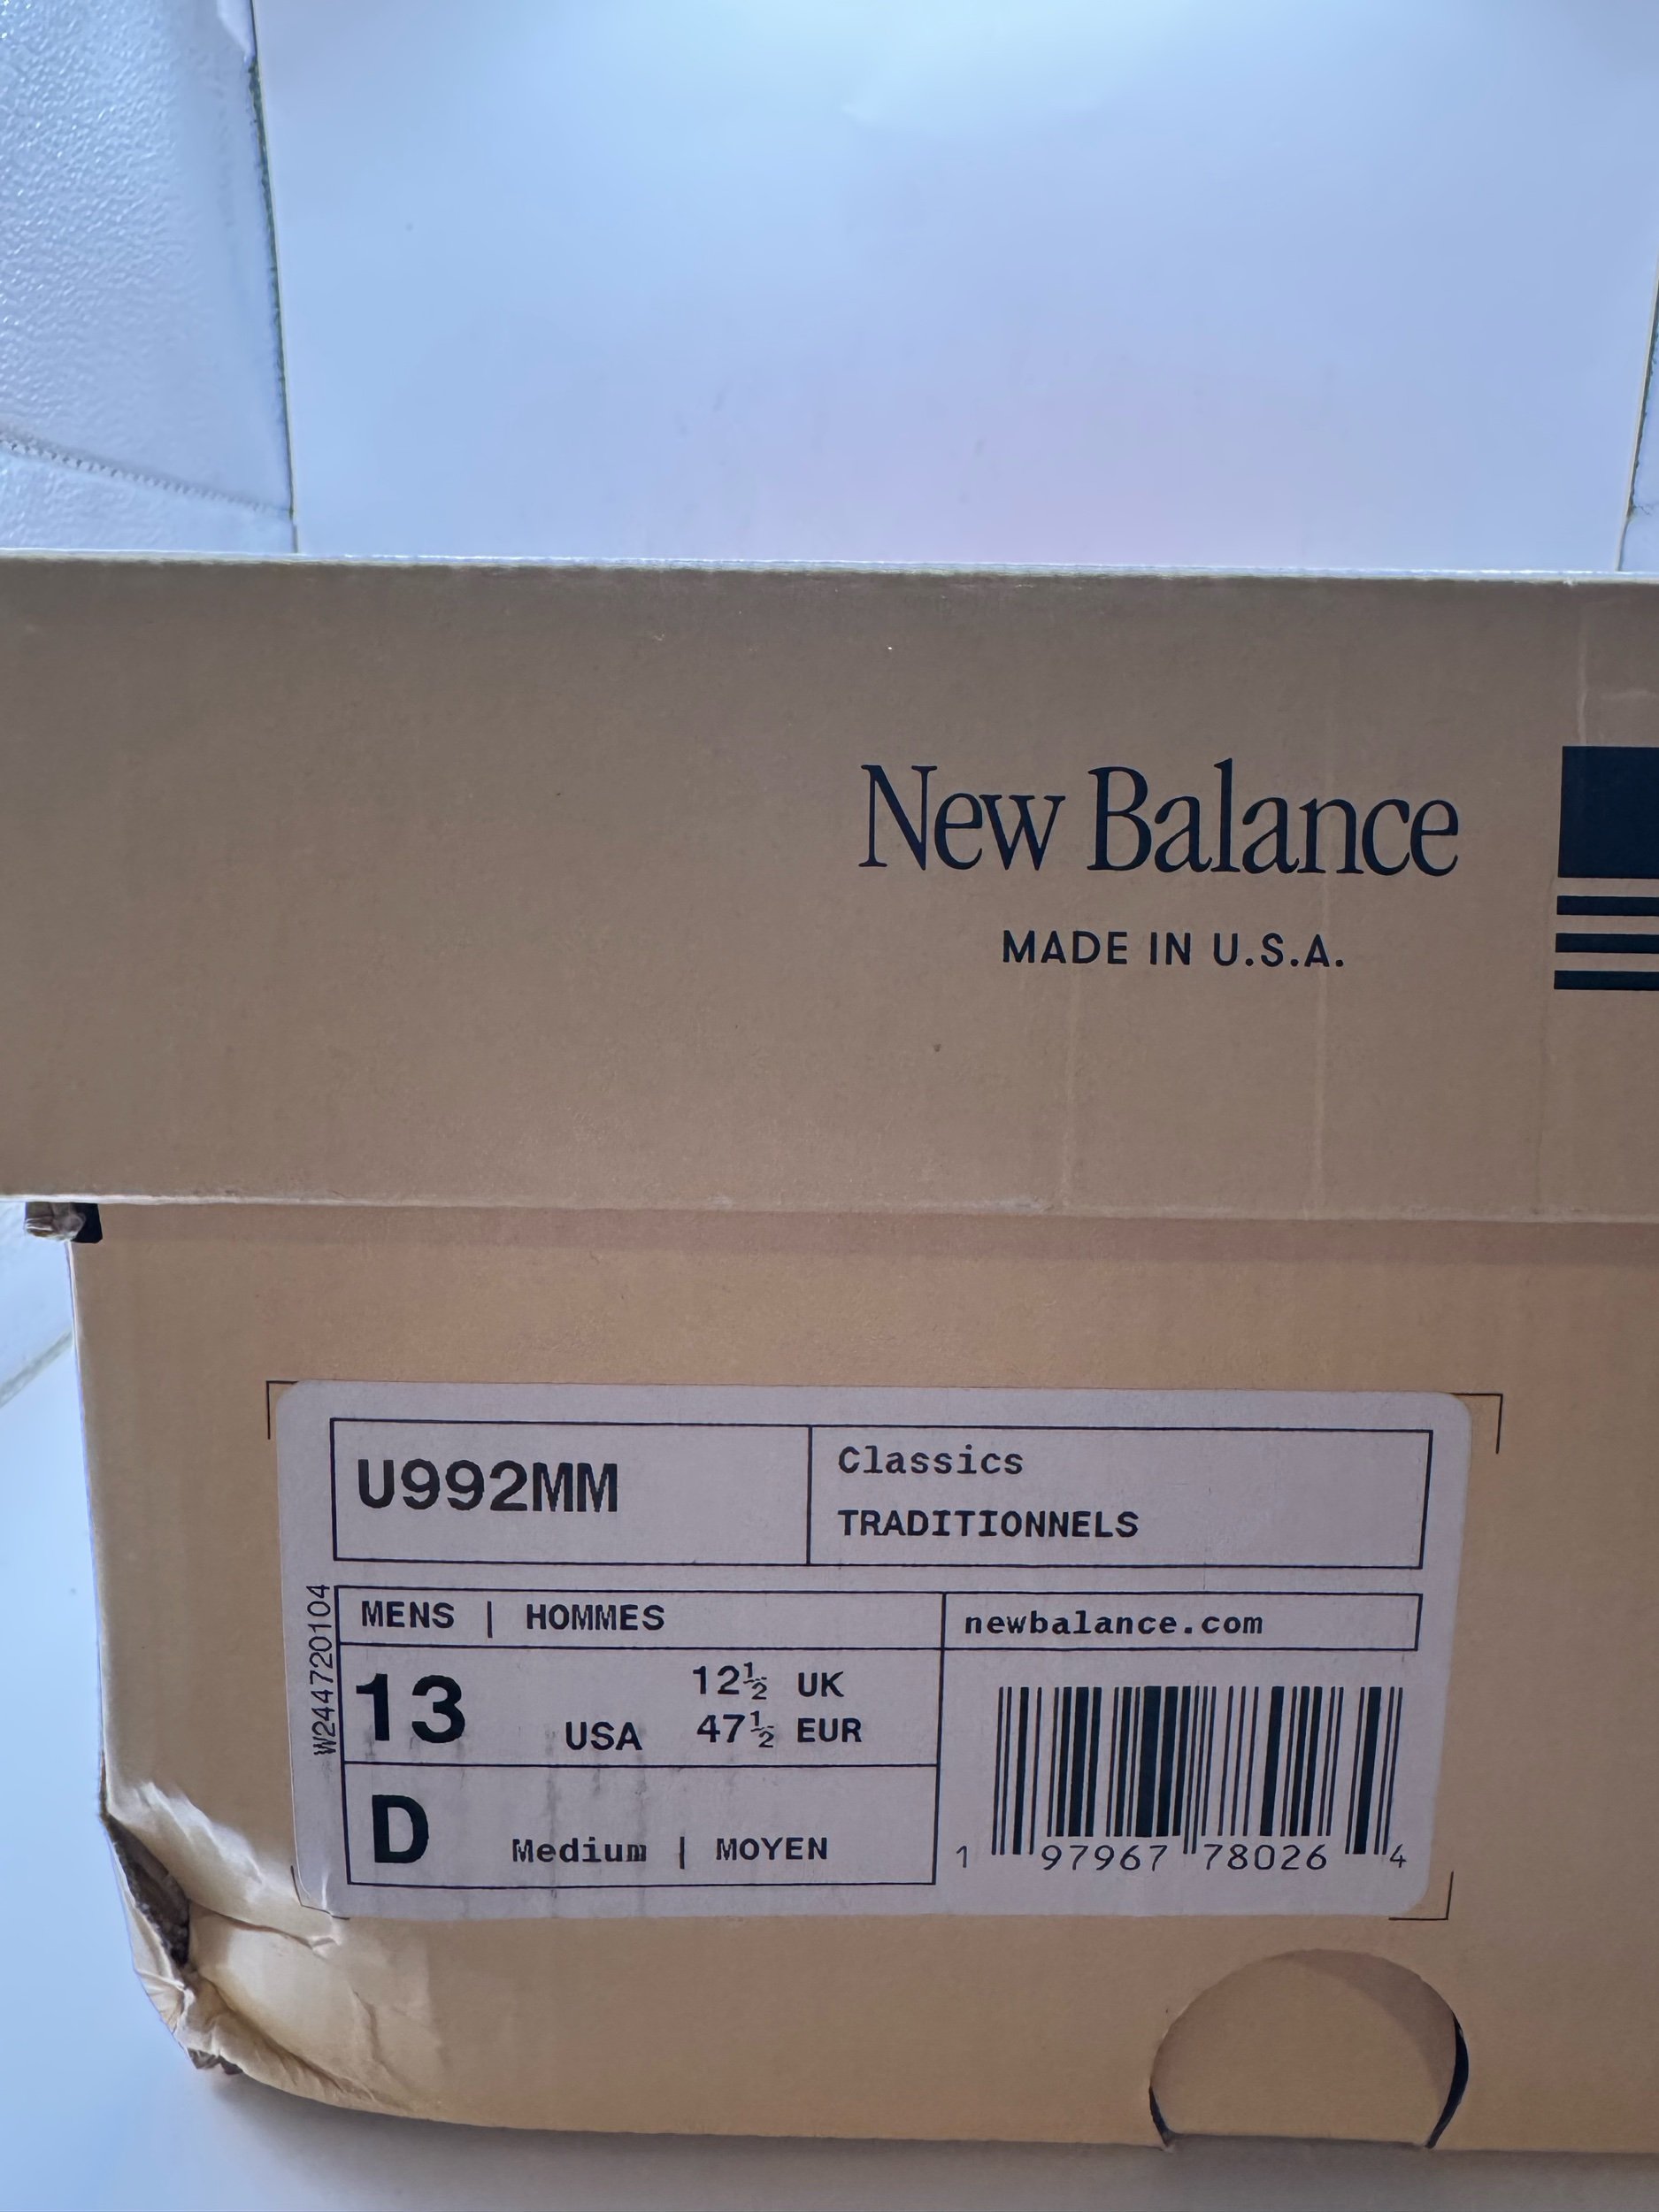 New Balance
MADE IN U.S.A.
U992MM
Classics
TRADITIONNELS
W244720104
MENS | HOMMES
newbalance.com
13 USA
12½ UK
47½ EUR
D Medium | MOYEN
1 97967 78026 4